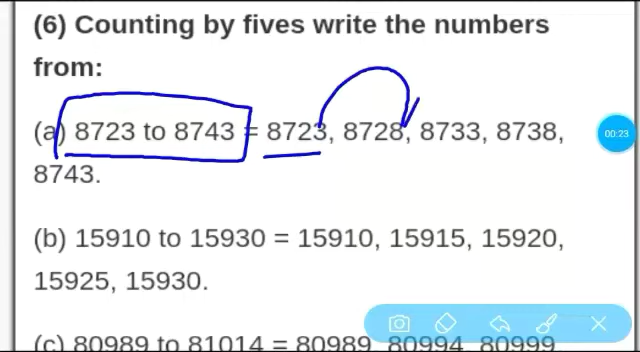 (6) Counting by fives write the numbers
from:
(a) 8723 to 8743 = 8723, 8728, 8733, 8738,
8743.
00:23
(b) 15910 to 15930 = 15910, 15915, 15920,
15925, 15930.
(c) 80989 to 81014 = 80989, 80994, 80999,